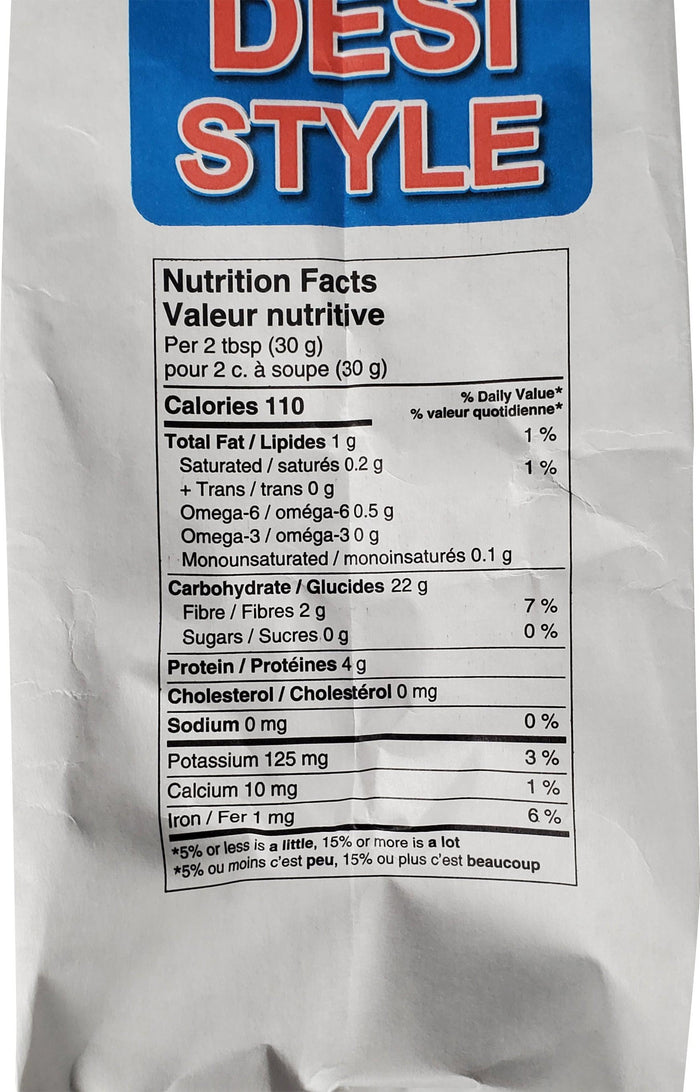 DESI
STYLE
Nutrition Facts
Valeur nutritive
Per 2 tbsp (30 g)
pour 2 c. à soupe (30 g)
Calories 110
% Daily Value*
% valeur quotidienne*
Total Fat / Lipides 1 g 1 %
Saturated / saturés 0.2 g 1 %
+ Trans / trans 0 g
Omega-6 / oméga-6 0.5 g
Omega-3 / oméga-3 0 g
Monounsaturated / monoinsaturés 0.1 g
Carbohydrate / Glucides 22 g
Fibre / Fibres 2 g 7 %
Sugars / Sucres 0 g 0 %
Protein / Protéines 4 g
Cholesterol / Cholestérol 0 mg
Sodium 0 mg 0 %
Potassium 125 mg 3 %
Calcium 10 mg 1 %
Iron / Fer 1 mg 6 %
*5% or less is a little, 15% or more is a lot
*5% ou moins c'est peu, 15% ou plus c'est beaucoup